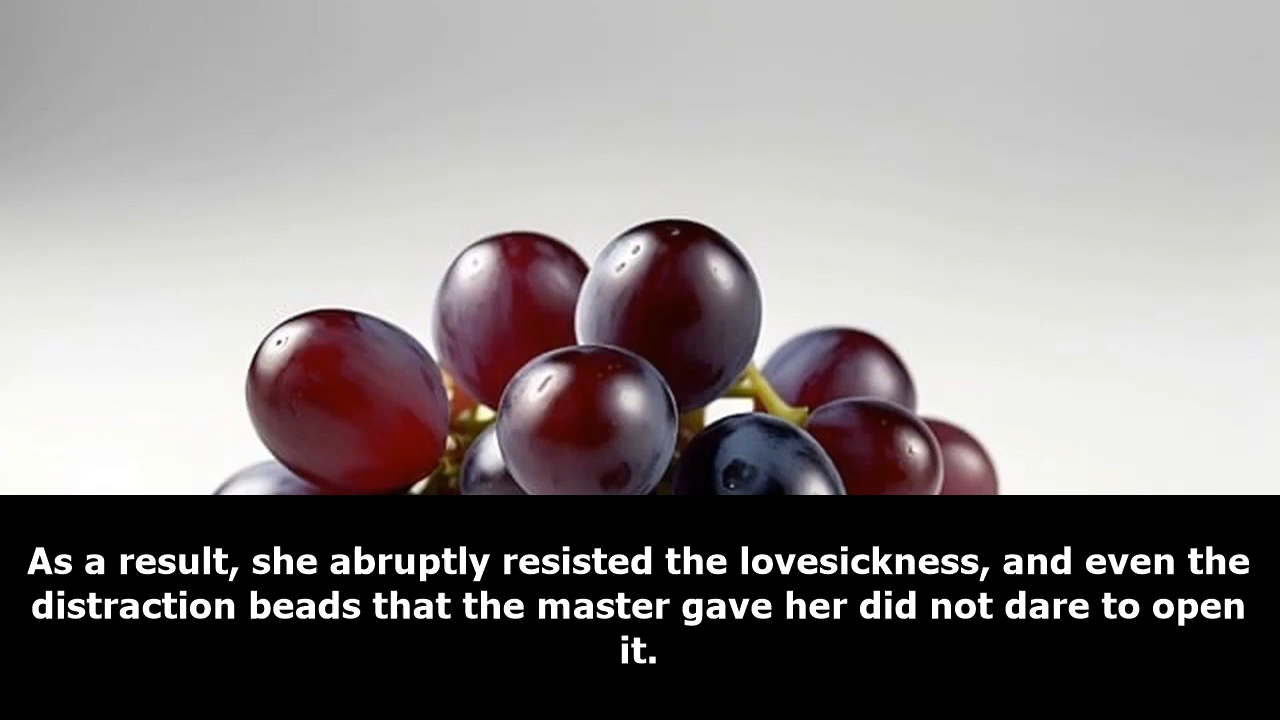 As a result, she abruptly resisted the lovesickness, and even the
distraction beads that the master gave her did not dare to open
it.